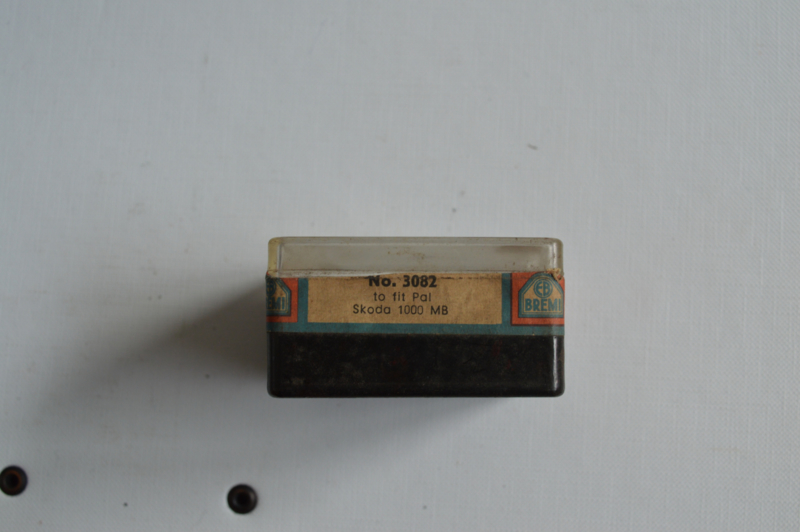 No. 3082
to fit Pal
Skoda 1000 MB
BREMI